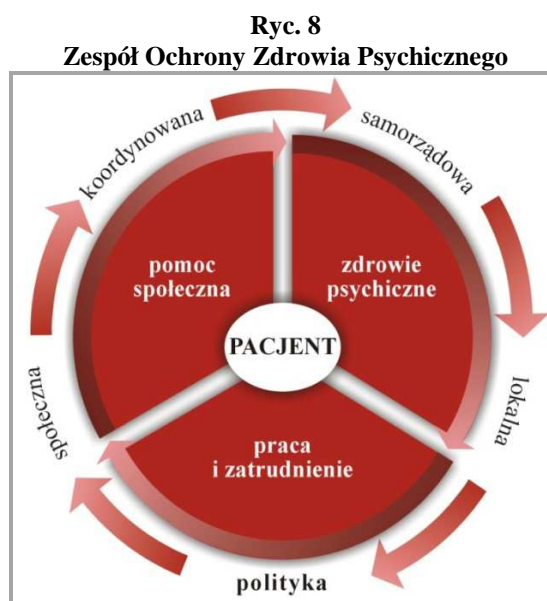 Ryc. 8
Zespół Ochrony Zdrowia Psychicznego
koordynowana
samorządowa
pomoc
społeczna
zdrowie
psychiczne
PACJENT
społeczna
lokalna
praca
i zatrudnienie
polityka